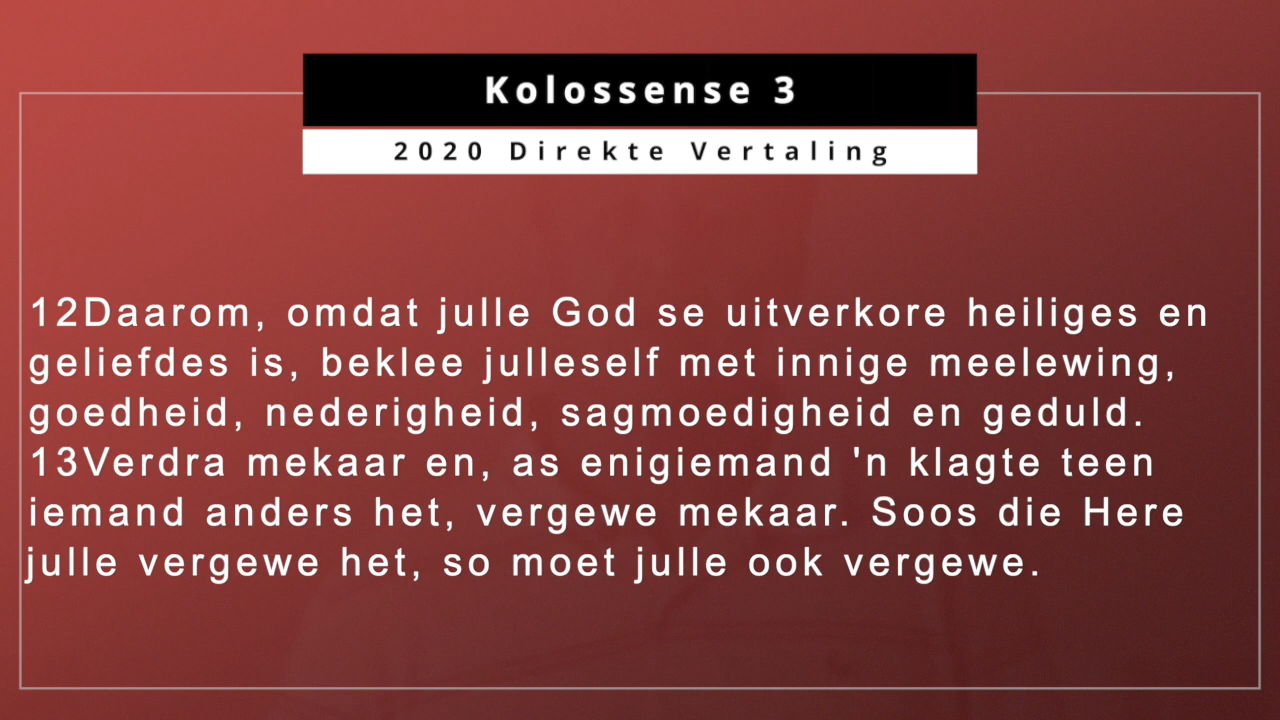 Kolossense 3
2020 Direkte Vertaling
12Daarom, omdat julle God se uitverkore heiliges en
geliefdes is, beklee julleself met innige meelewing,
goedheid, nederigheid, sagmoedigheid en geduld.
13Verdra mekaar en, as enigiemand 'n klagte teen
iemand anders het, vergewe mekaar. Soos die Here
julle vergewe het, so moet julle ook vergewe.